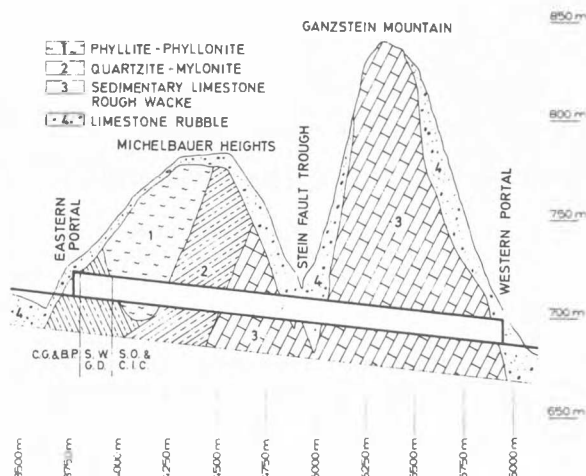 GANZSTEIN MOUNTAIN
850 m
1 PHYLLITE-PHYLLONITE
2 QUARTZITE-MYLONITE
3 SEDIMENTARY LIMESTONE
ROUGH WACKE
4 LIMESTONE RUBBLE
MICHELBAUER HEIGHTS
800 m
EASTERN
PORTAL
STEIN FAULT TROUGH
WESTERN PORTAL
4
1
3
750 m
2
4
700 m
4
3
C.G.&B.P.
S.W.
G.D.
S.O.&
C.I.C.
650 m